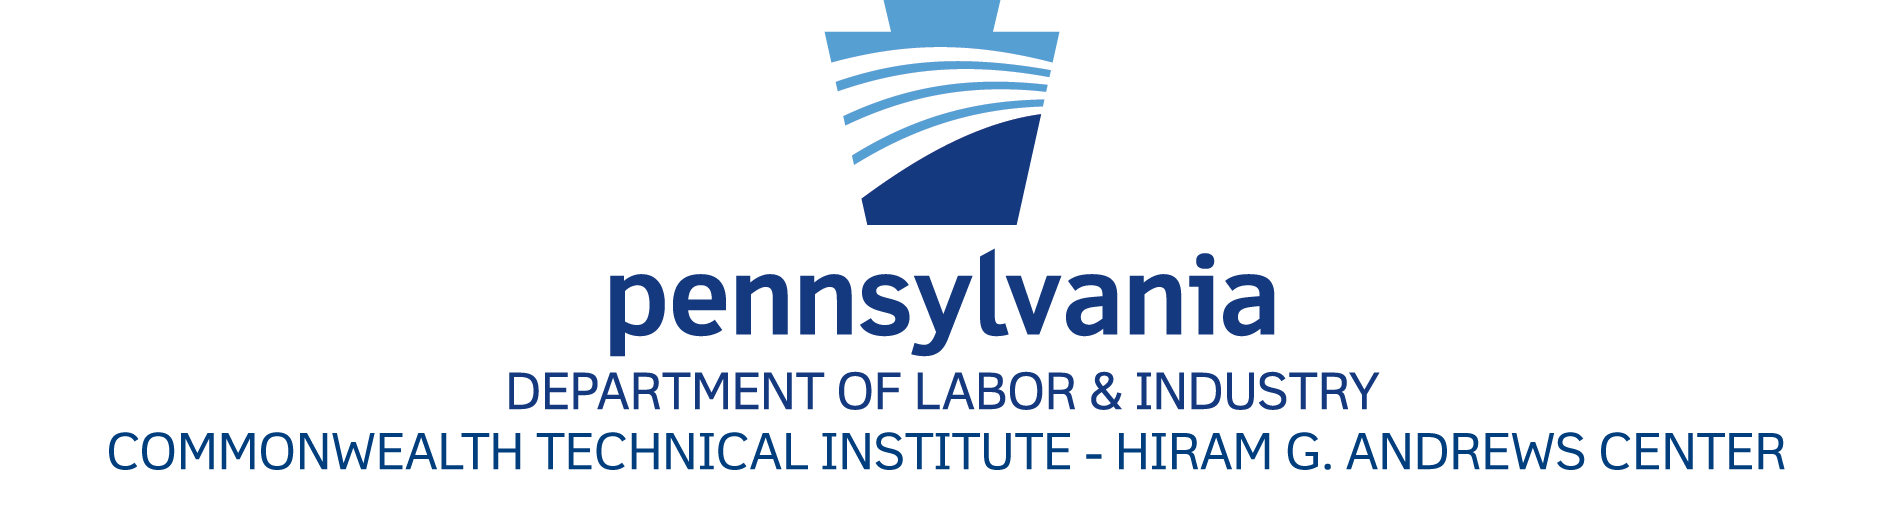 pennsylvania
DEPARTMENT OF LABOR & INDUSTRY
COMMONWEALTH TECHNICAL INSTITUTE - HIRAM G. ANDREWS CENTER